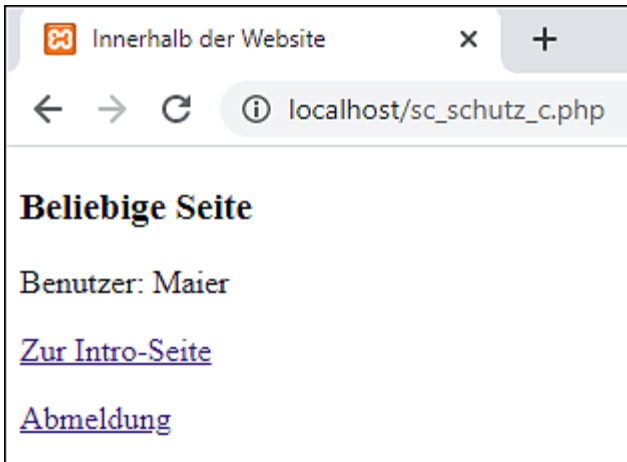 Innerhalb der Website
localhost/sc_schutz_c.php
Beliebige Seite
Benutzer: Maier
Zur Intro-Seite
Abmeldung